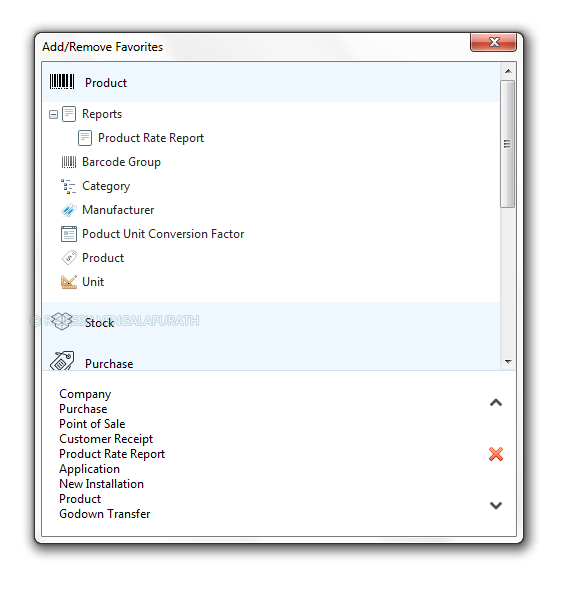 Add/Remove Favorites
Product
Reports
Product Rate Report
Barcode Group
Category
Manufacturer
Poduct Unit Conversion Factor
Product
Unit
Stock
Purchase
Company
Purchase
Point of Sale
Customer Receipt
Product Rate Report
Application
New Installation
Product
Godown Transfer